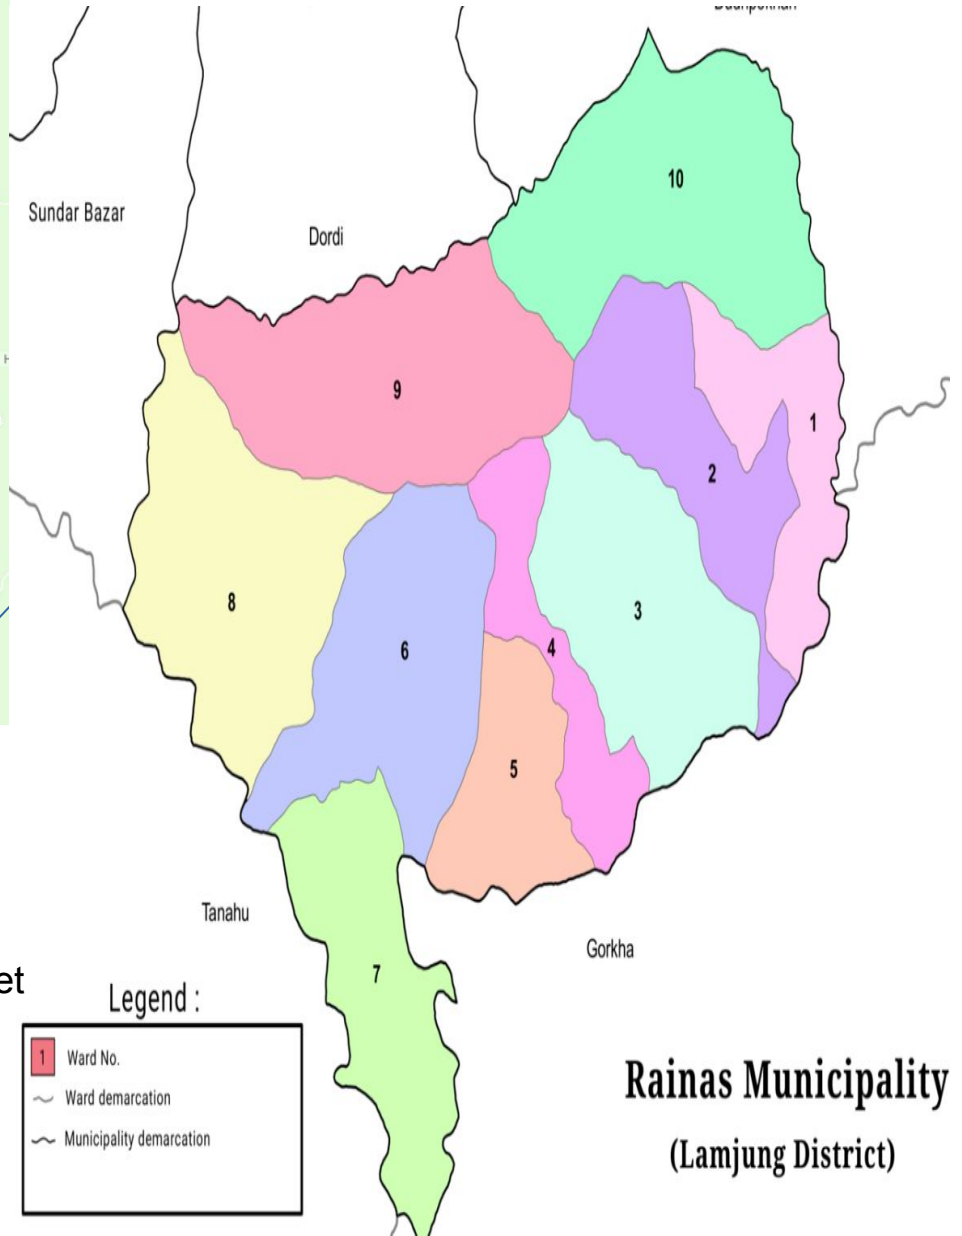 Sundar Bazar
Dordi
10
9
1
2
8
3
6
4
5
Tanahu
Gorkha
7
et
Legend :
1 Ward No.
Ward demarcation
Municipality demarcation
Rainas Municipality
(Lamjung District)